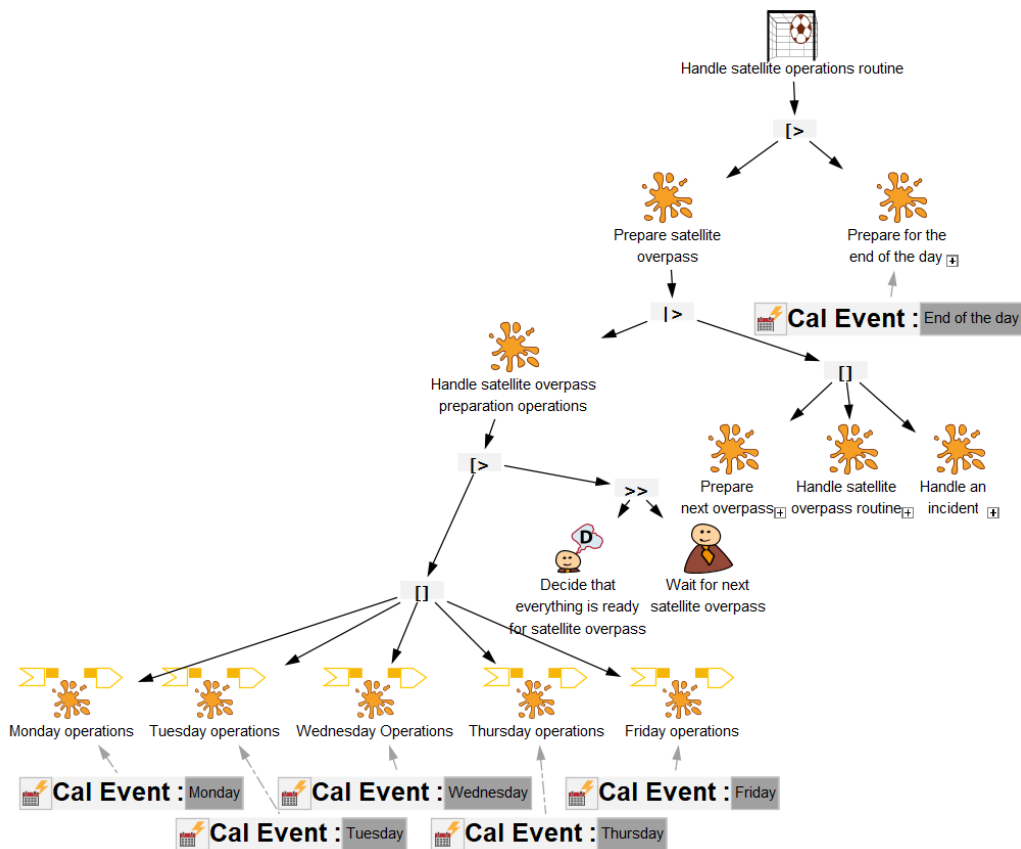 Handle satellite operations routine
[>
Prepare satellite
overpass
Prepare for the
end of the day
|>
Cal Event : End of the day
Handle satellite overpass
preparation operations
[]
[>
>>
Prepare
next overpass
Handle satellite
overpass routine
Handle an
incident
D
Decide that
everything is ready
for satellite overpass
Wait for next
satellite overpass
[]
Monday operations
Tuesday operations
Wednesday Operations
Thursday operations
Friday operations
Cal Event : Monday
Cal Event : Wednesday
Cal Event : Friday
Cal Event : Tuesday
Cal Event : Thursday